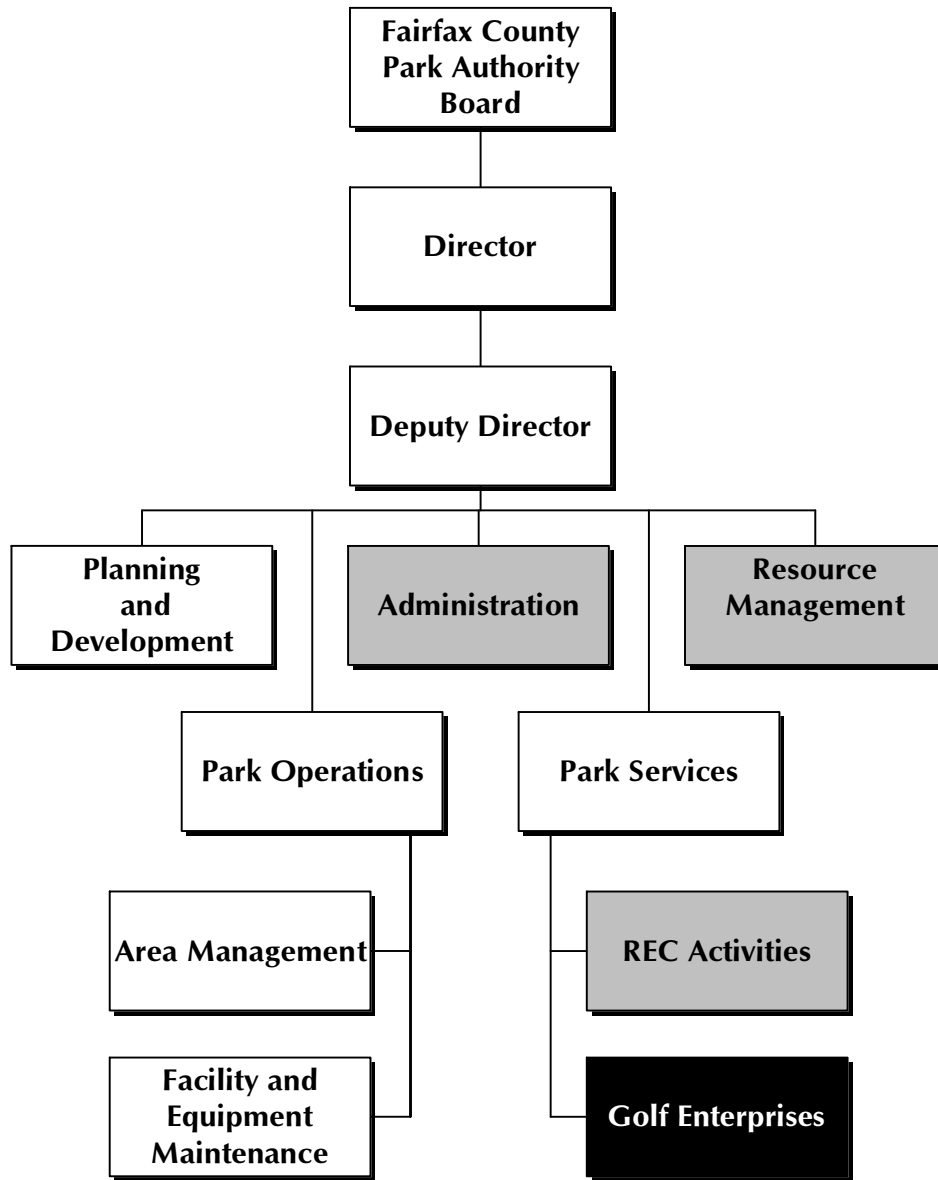 Fairfax County
Park Authority
Board
Director
Deputy Director
Planning
and
Development
Administration
Resource
Management
Park Operations
Park Services
Area Management
REC Activities
Facility and
Equipment
Maintenance
Golf Enterprises